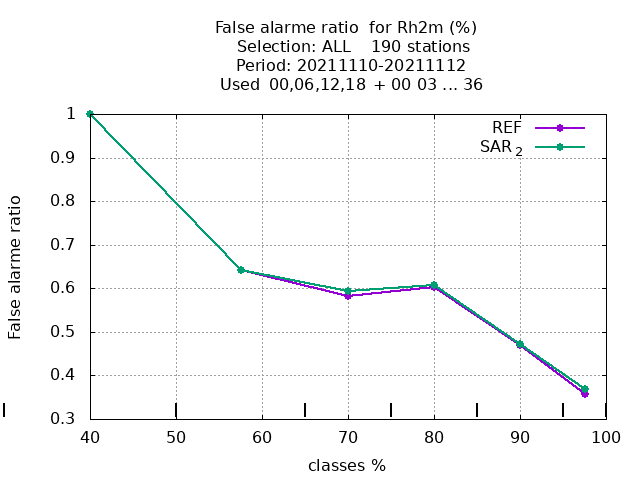 False alarme ratio for Rh2m (%)
Selection: ALL 190 stations
Period: 20211110-20211112
Used 00,06,12,18 + 00 03 ... 36
REF
SAR 2
1
0.9
0.8
0.7
0.6
0.5
0.4
0.3
False alarme ratio
40 50 60 70 80 90 100
classes %